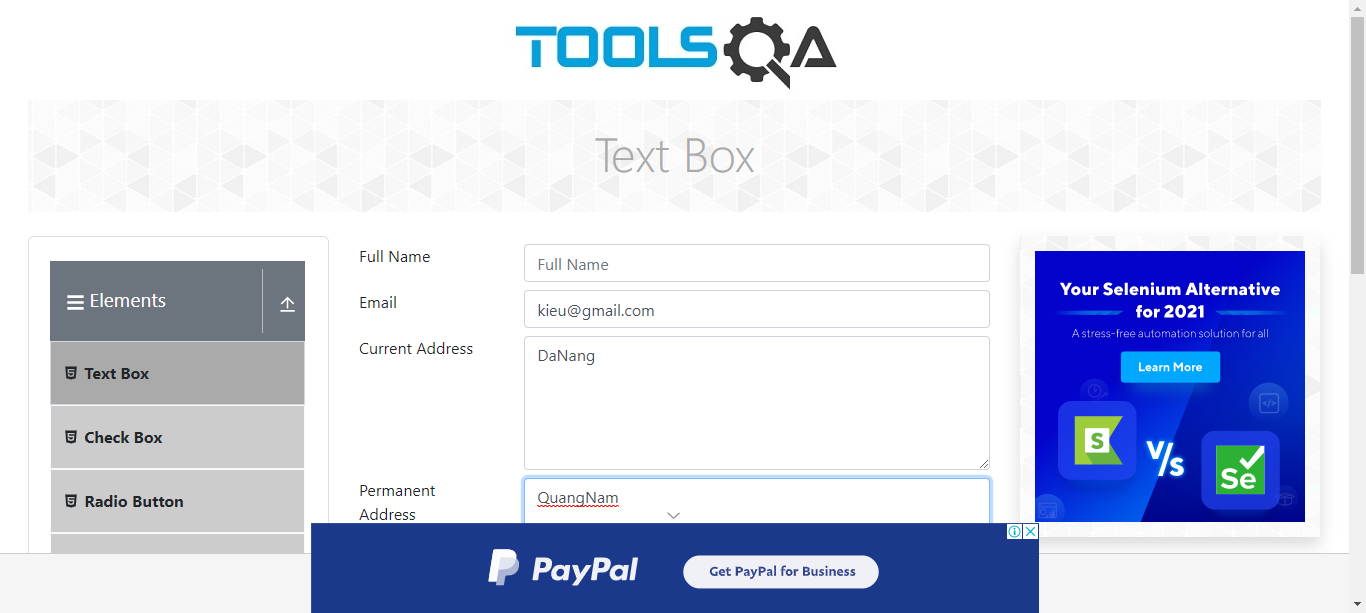 TOOLSQA
Text Box
Elements
Text Box
Check Box
Radio Button
Full Name
Full Name
Email
kieu@gmail.com
Current Address
DaNang
Permanent
Address
QuangNam
Your Selenium Alternative
for 2021
A stress-free automation solution for all
Learn More
S
V/s
</>
Se
PayPal
Get PayPal for Business